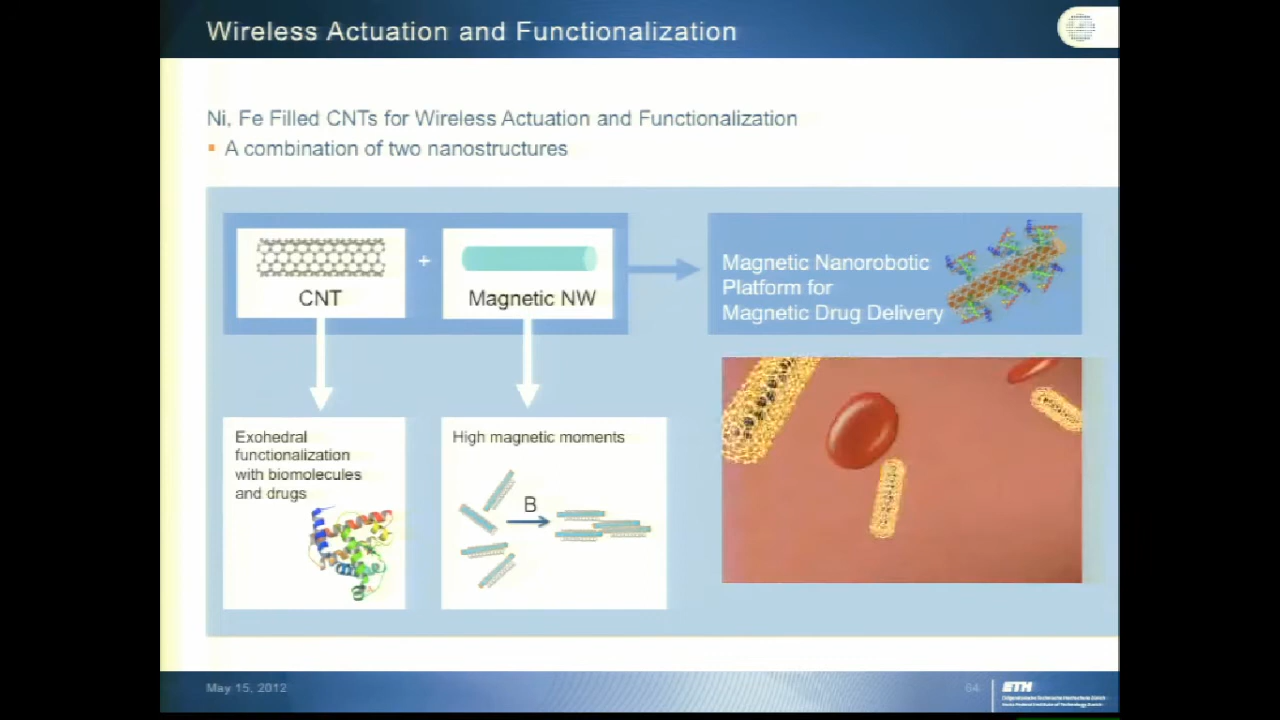 Wireless Actuation and Functionalization
Ni, Fe Filled CNTs for Wireless Actuation and Functionalization
A combination of two nanostructures
CNT
+
Magnetic NW
Magnetic Nanorobotic
Platform for
Magnetic Drug Delivery
Exohedral
functionalization
with biomolecules
and drugs
High magnetic moments
B
May 15, 2012
64
ETH
Eidgenössische Technische Hochschule Zürich
Swiss Federal Institute of Technology Zurich